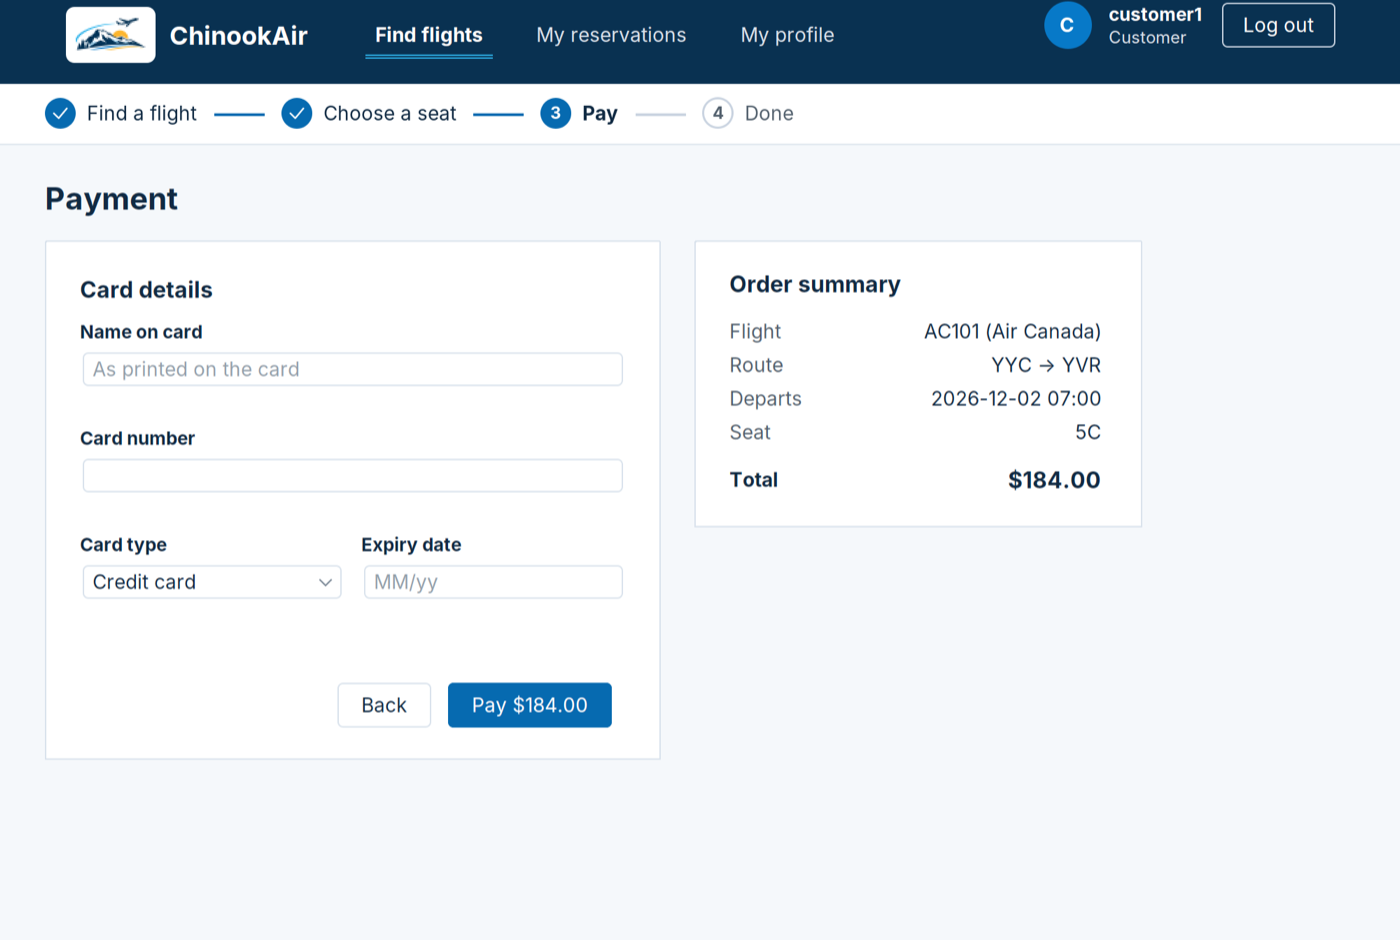 ChinookAir
Find flights
My reservations
My profile
C
customer1
Customer
Log out
Find a flight
Choose a seat
3
Pay
4
Done
Payment
Card details
Name on card
As printed on the card
Card number
Card type
Expiry date
Credit card
MM/yy
Back
Pay $184.00
Order summary
Flight AC101 (Air Canada)
Route YYC → YVR
Departs 2026-12-02 07:00
Seat 5C
Total $184.00